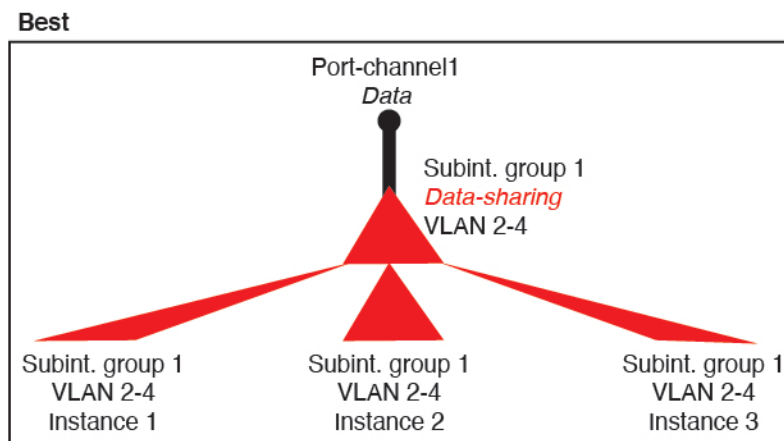 Best
Port-channel1
Data
Subint. group 1
Data-sharing
VLAN 2-4
Subint. group 1
VLAN 2-4
Instance 1
Subint. group 1
VLAN 2-4
Instance 2
Subint. group 1
VLAN 2-4
Instance 3